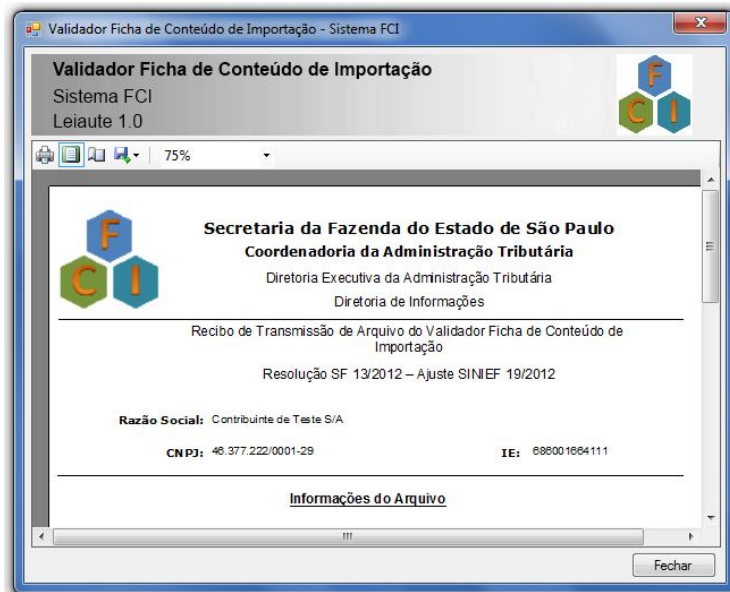 Validador Ficha de Conteúdo de Importação - Sistema FCI
Validador Ficha de Conteúdo de Importação
Sistema FCI
Leiaute 1.0
F
C I
75%
F
C I
Secretaria da Fazenda do Estado de São Paulo
Coordenadoria da Administração Tributária
Diretoria Executiva da Administração Tributária
Diretoria de Informações
Recibo de Transmissão de Arquivo do Validador Ficha de Conteúdo de
Importação
Resolução SF 13/2012 – Ajuste SINIEF 19/2012
Razão Social: Contribuinte de Teste S/A
CNPJ: 46.377.222/0001-29 IE: 686001664111
Informações do Arquivo
Fechar